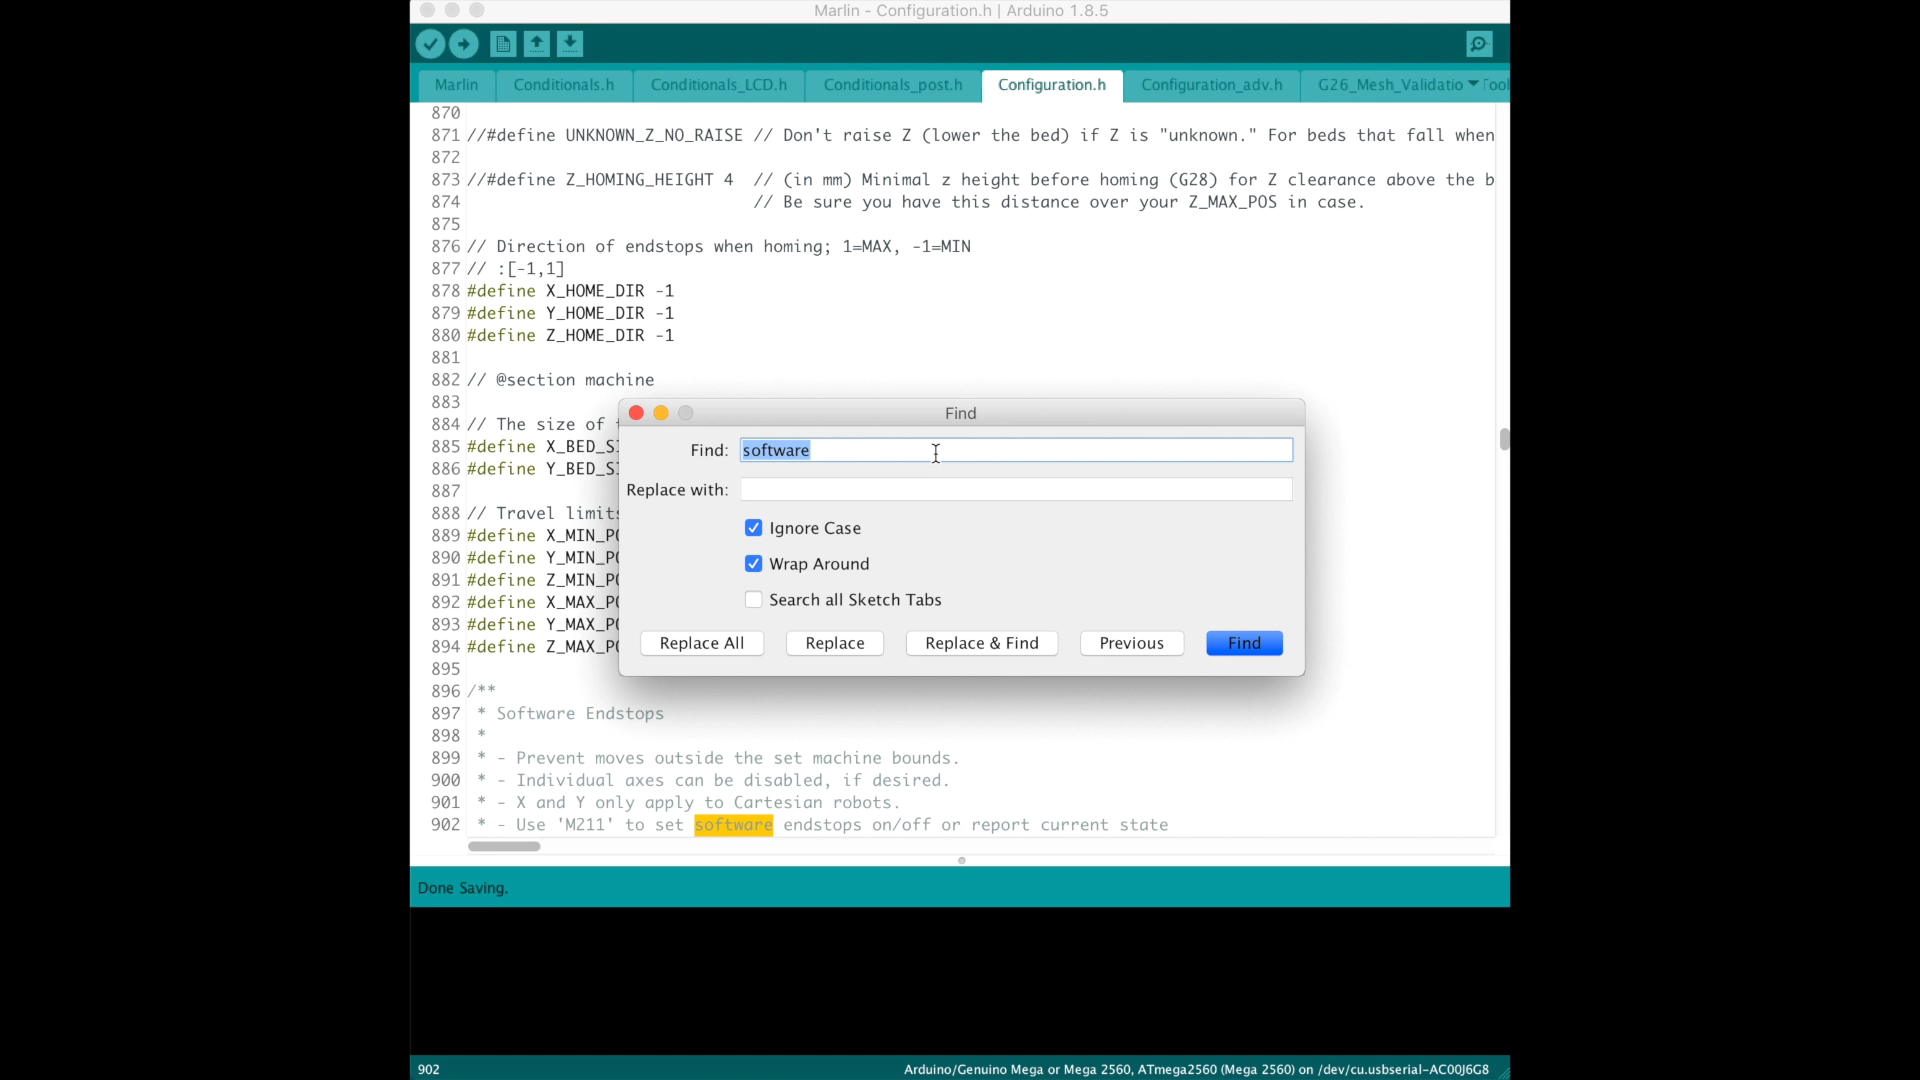 Marlin - Configuration.h | Arduino 1.8.5
Marlin Conditionals.h Conditionals_LCD.h Conditionals_post.h Configuration.h Configuration_adv.h G26_Mesh_Validatio Tool
870
871 //#define UNKNOWN_Z_NO_RAISE // Don't raise Z (lower the bed) if Z is "unknown." For beds that fall when
872
873 //#define Z_HOMING_HEIGHT 4 // (in mm) Minimal z height before homing (G28) for Z clearance above the b
874 // Be sure you have this distance over your Z_MAX_POS in case.
875
876 // Direction of endstops when homing; 1=MAX, -1=MIN
877 // :[-1,1]
878 #define X_HOME_DIR -1
879 #define Y_HOME_DIR -1
880 #define Z_HOME_DIR -1
881
882 // @section machine
883
884 // The size of
885 #define X_BED_SI
886 #define Y_BED_SI
887
888 // Travel limits
889 #define X_MIN_PO
890 #define Y_MIN_PO
891 #define Z_MIN_PO
892 #define X_MAX_PO
893 #define Y_MAX_PO
894 #define Z_MAX_PO
895
896 /**
897 * Software Endstops
898 *
899 * - Prevent moves outside the set machine bounds.
900 * - Individual axes can be disabled, if desired.
901 * - X and Y only apply to Cartesian robots.
902 * - Use 'M211' to set software endstops on/off or report current state
Find
Find: software
Replace with:
Ignore Case
Wrap Around
Search all Sketch Tabs
Replace All Replace Replace & Find Previous Find
Done Saving.
902 Arduino/Genuino Mega or Mega 2560, ATmega2560 (Mega 2560) on /dev/cu.usbserial-AC00J6G8